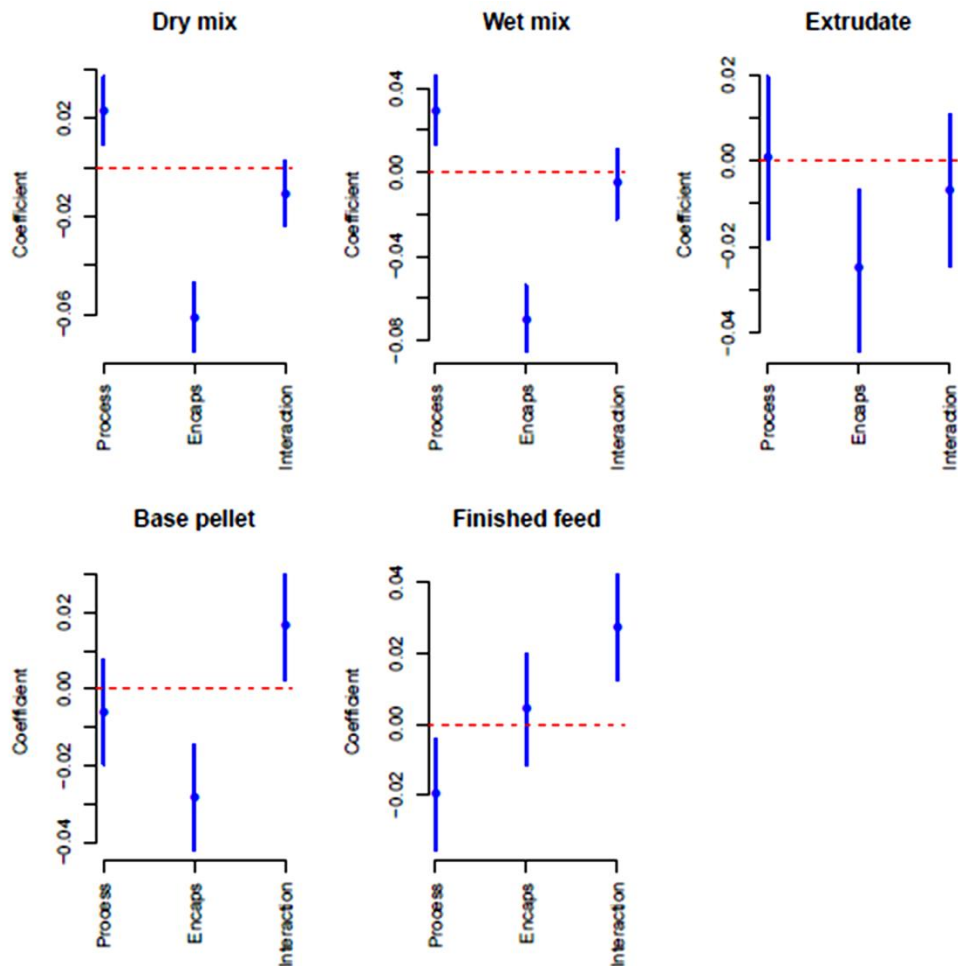 Dry mix
Coefficient
0.02
−0.02
−0.06
Process
Encaps
Interaction
Wet mix
Coefficient
0.04
0.00
−0.04
−0.08
Process
Encaps
Interaction
Extrudate
Coefficient
0.02
0.00
−0.02
−0.04
Process
Encaps
Interaction
Base pellet
Coefficient
0.02
0.00
−0.02
−0.04
Process
Encaps
Interaction
Finished feed
Coefficient
0.04
0.02
0.00
−0.02
Process
Encaps
Interaction